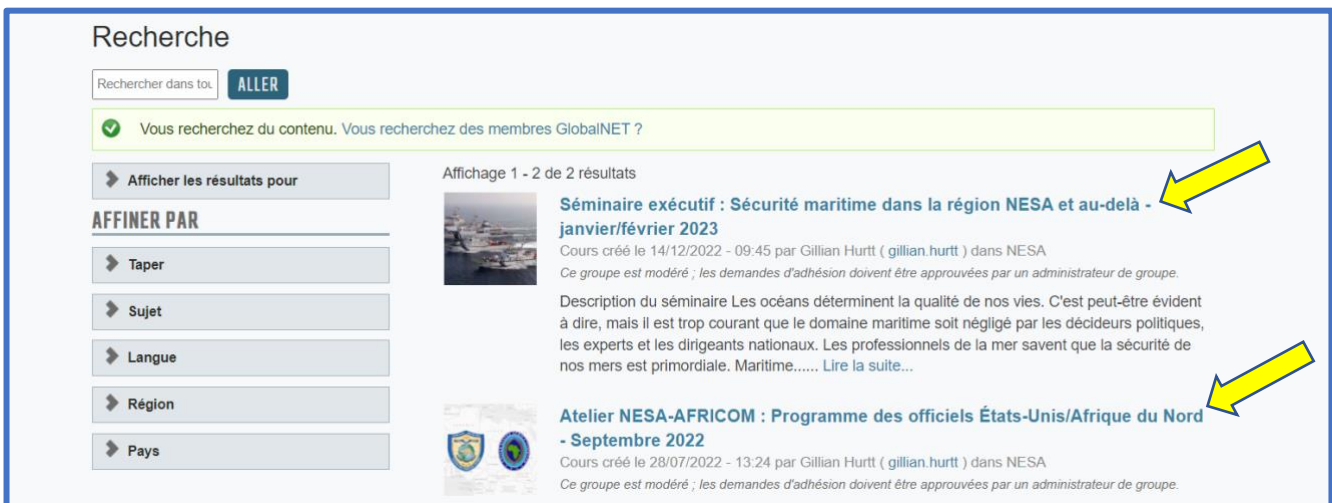 Recherche
Rechercher dans tou
ALLER
Vous recherchez du contenu. Vous recherchez des membres GlobalNET ?
Afficher les résultats pour
AFFINER PAR
Taper
Sujet
Langue
Région
Pays
Affichage 1 - 2 de 2 résultats
Séminaire exécutif : Sécurité maritime dans la région NESA et au-delà -
janvier/février 2023
Cours créé le 14/12/2022 - 09:45 par Gillian Hurtt ( gillian.hurtt ) dans NESA
Ce groupe est modéré ; les demandes d'adhésion doivent être approuvées par un administrateur de groupe.
Description du séminaire Les océans déterminent la qualité de nos vies. C'est peut-être évident
à dire, mais il est trop courant que le domaine maritime soit négligé par les décideurs politiques,
les experts et les dirigeants nationaux. Les professionnels de la mer savent que la sécurité de
nos mers est primordiale. Maritime...... Lire la suite...
Atelier NESA-AFRICOM : Programme des officiels États-Unis/Afrique du Nord
- Septembre 2022
Cours créé le 28/07/2022 - 13:24 par Gillian Hurtt ( gillian.hurtt ) dans NESA
Ce groupe est modéré ; les demandes d'adhésion doivent être approuvées par un administrateur de groupe.